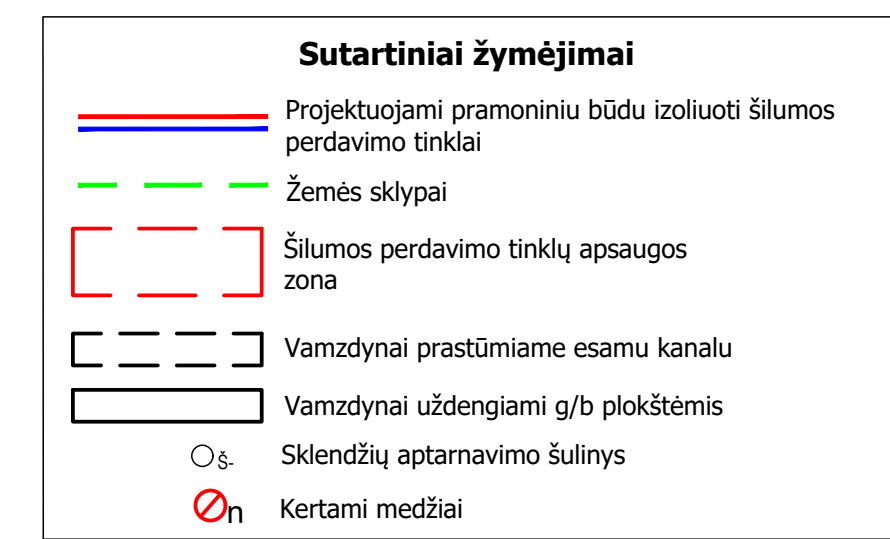 Sutartiniai žymėjimai
Projektuojami pramoniniu būdu izoliuoti šilumos
perdavimo tinklai
Žemės sklypai
Šilumos perdavimo tinklų apsaugos
zona
Vamzdynai prastūmiame esamu kanalu
Vamzdynai uždengiami g/b plokštėmis
Š- Sklendžių aptarnavimo šulinys
n Kertami medžiai